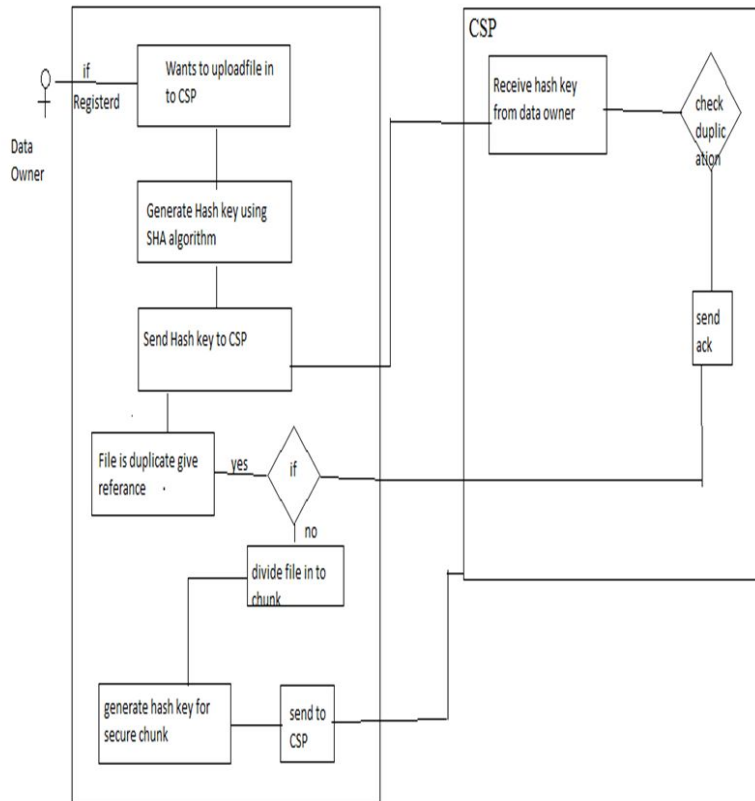 CSP
if
Registerd
Data
Owner
Wants to uploadfile in
to CSP
Generate Hash key using
SHA algorithm
Send Hash key to CSP
Receive hash key
from data owner
check
duplic
ation
send
ack
File is duplicate give
referance
yes
if
no
divide file in to
chunk
generate hash key for
secure chunk
send to
CSP